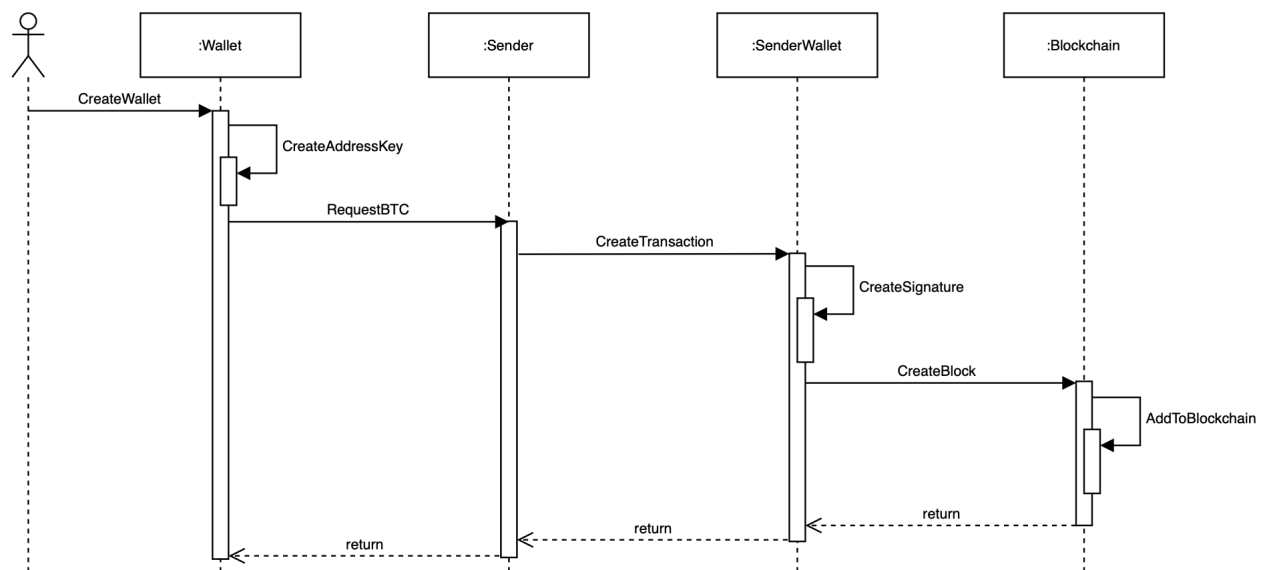 :Wallet
:Sender
:SenderWallet
:Blockchain
CreateWallet
CreateAddressKey
RequestBTC
CreateTransaction
CreateSignature
CreateBlock
AddToBlockchain
return
return
return